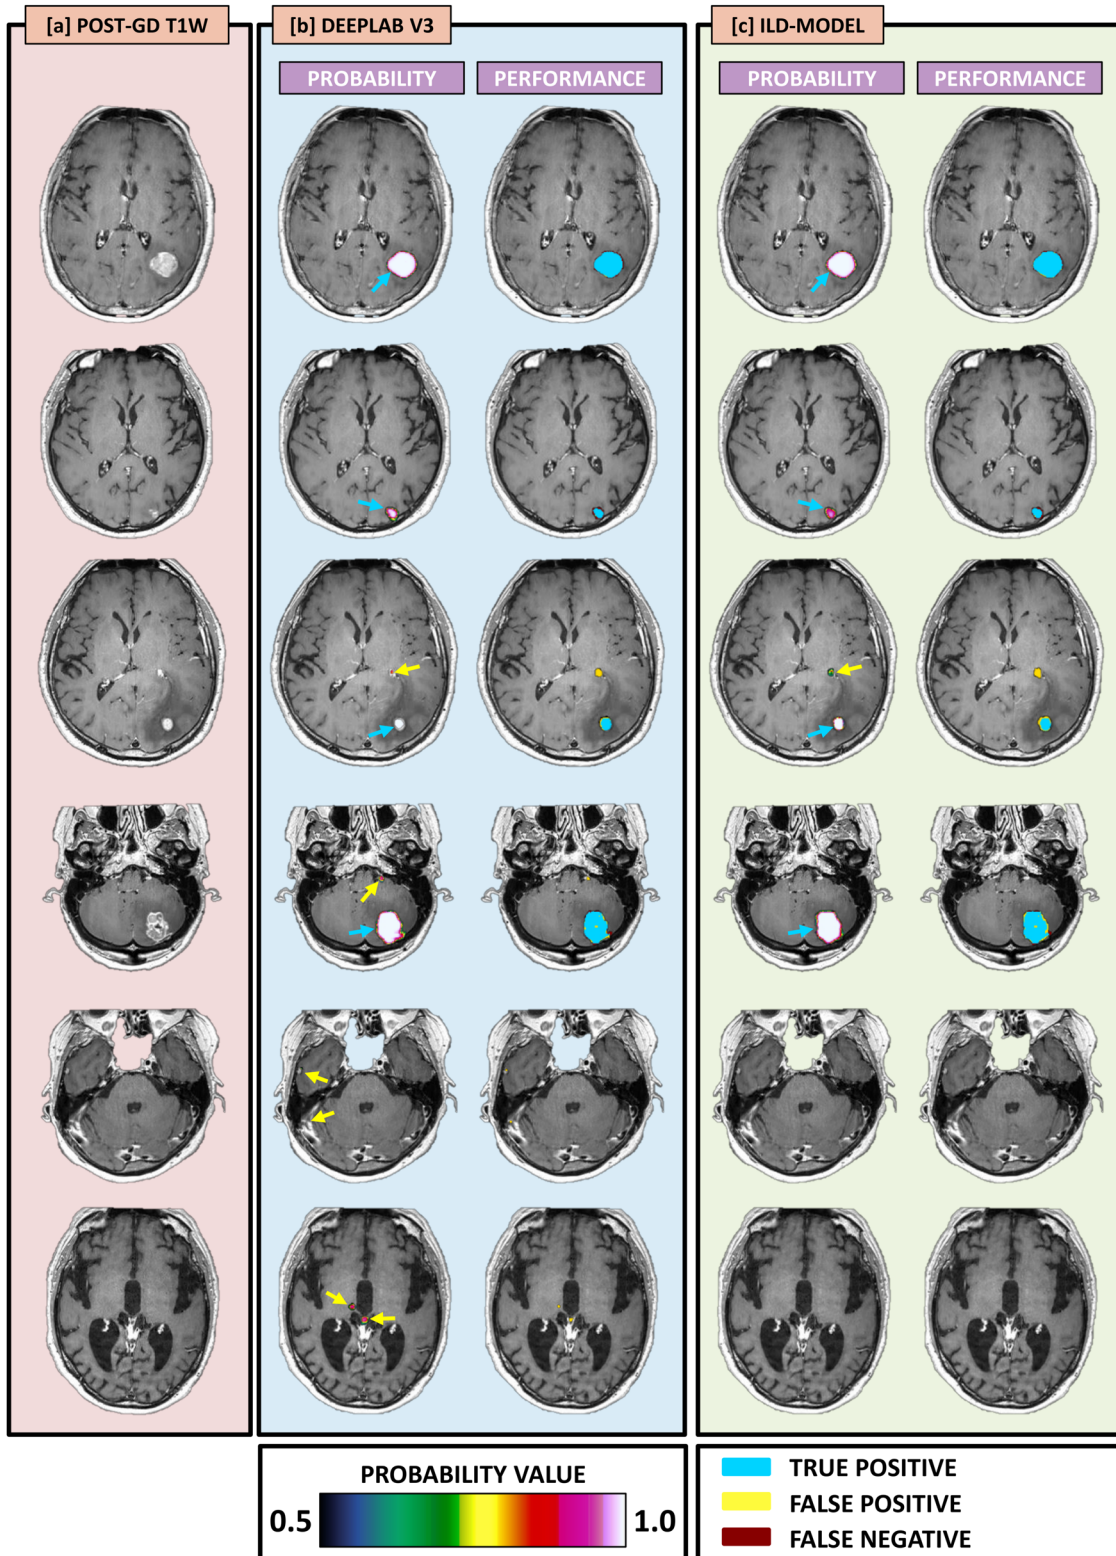 [a] POST-GD T1W
[b] DEEPLAB V3
[c] ILD-MODEL
PROBABILITY
PERFORMANCE
PROBABILITY
PERFORMANCE
PROBABILITY VALUE
0.5
1.0
TRUE POSITIVE
FALSE POSITIVE
FALSE NEGATIVE